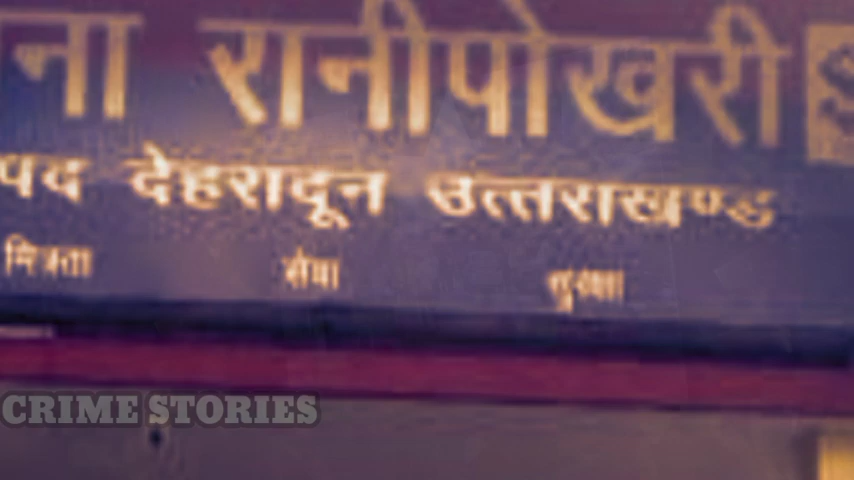 ना रानीपोखरी
पद देहरादून उत्तराखण्ड
मित्रता सेवा सुरक्षा
CRIME STORIES